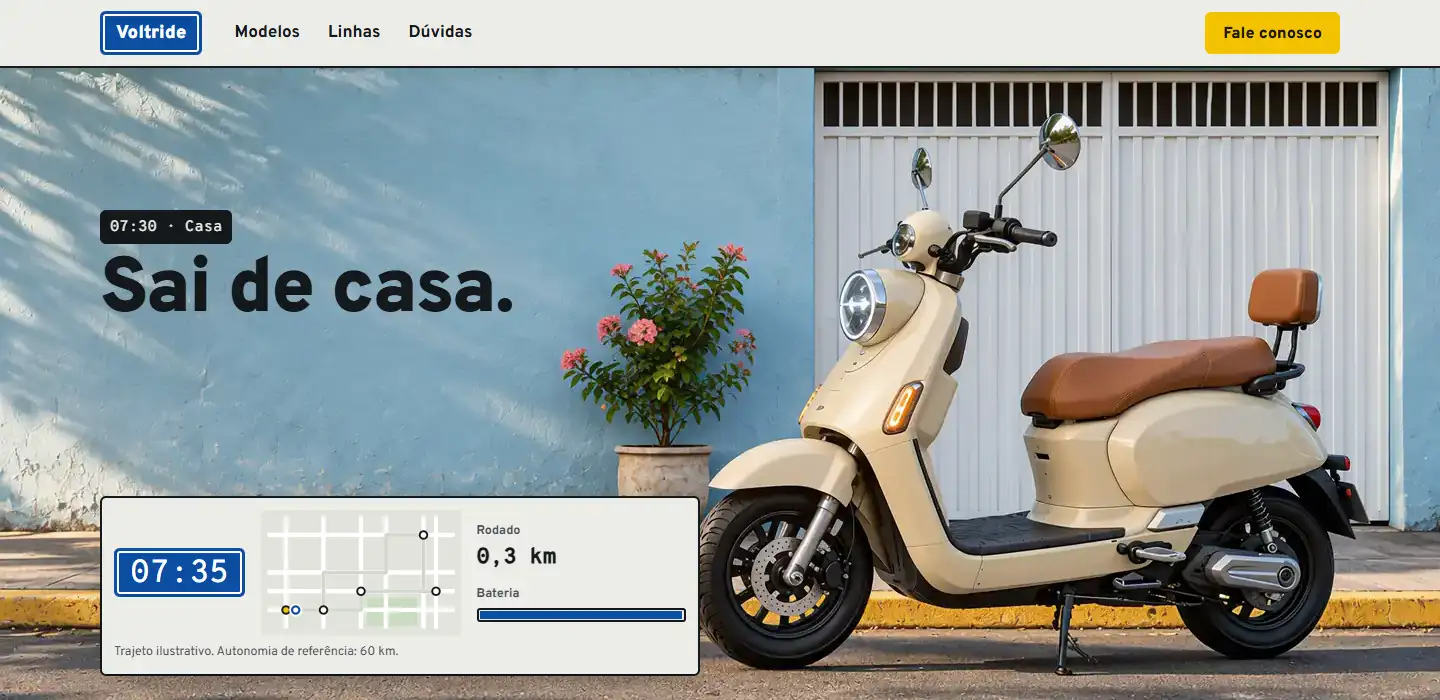 Voltride
Modelos
Linhas
Dúvidas
Fale conosco
07:30 · Casa
Sai de casa.
07:35
Rodado
0,3 km
Bateria
Trajeto ilustrativo. Autonomia de referência: 60 km.